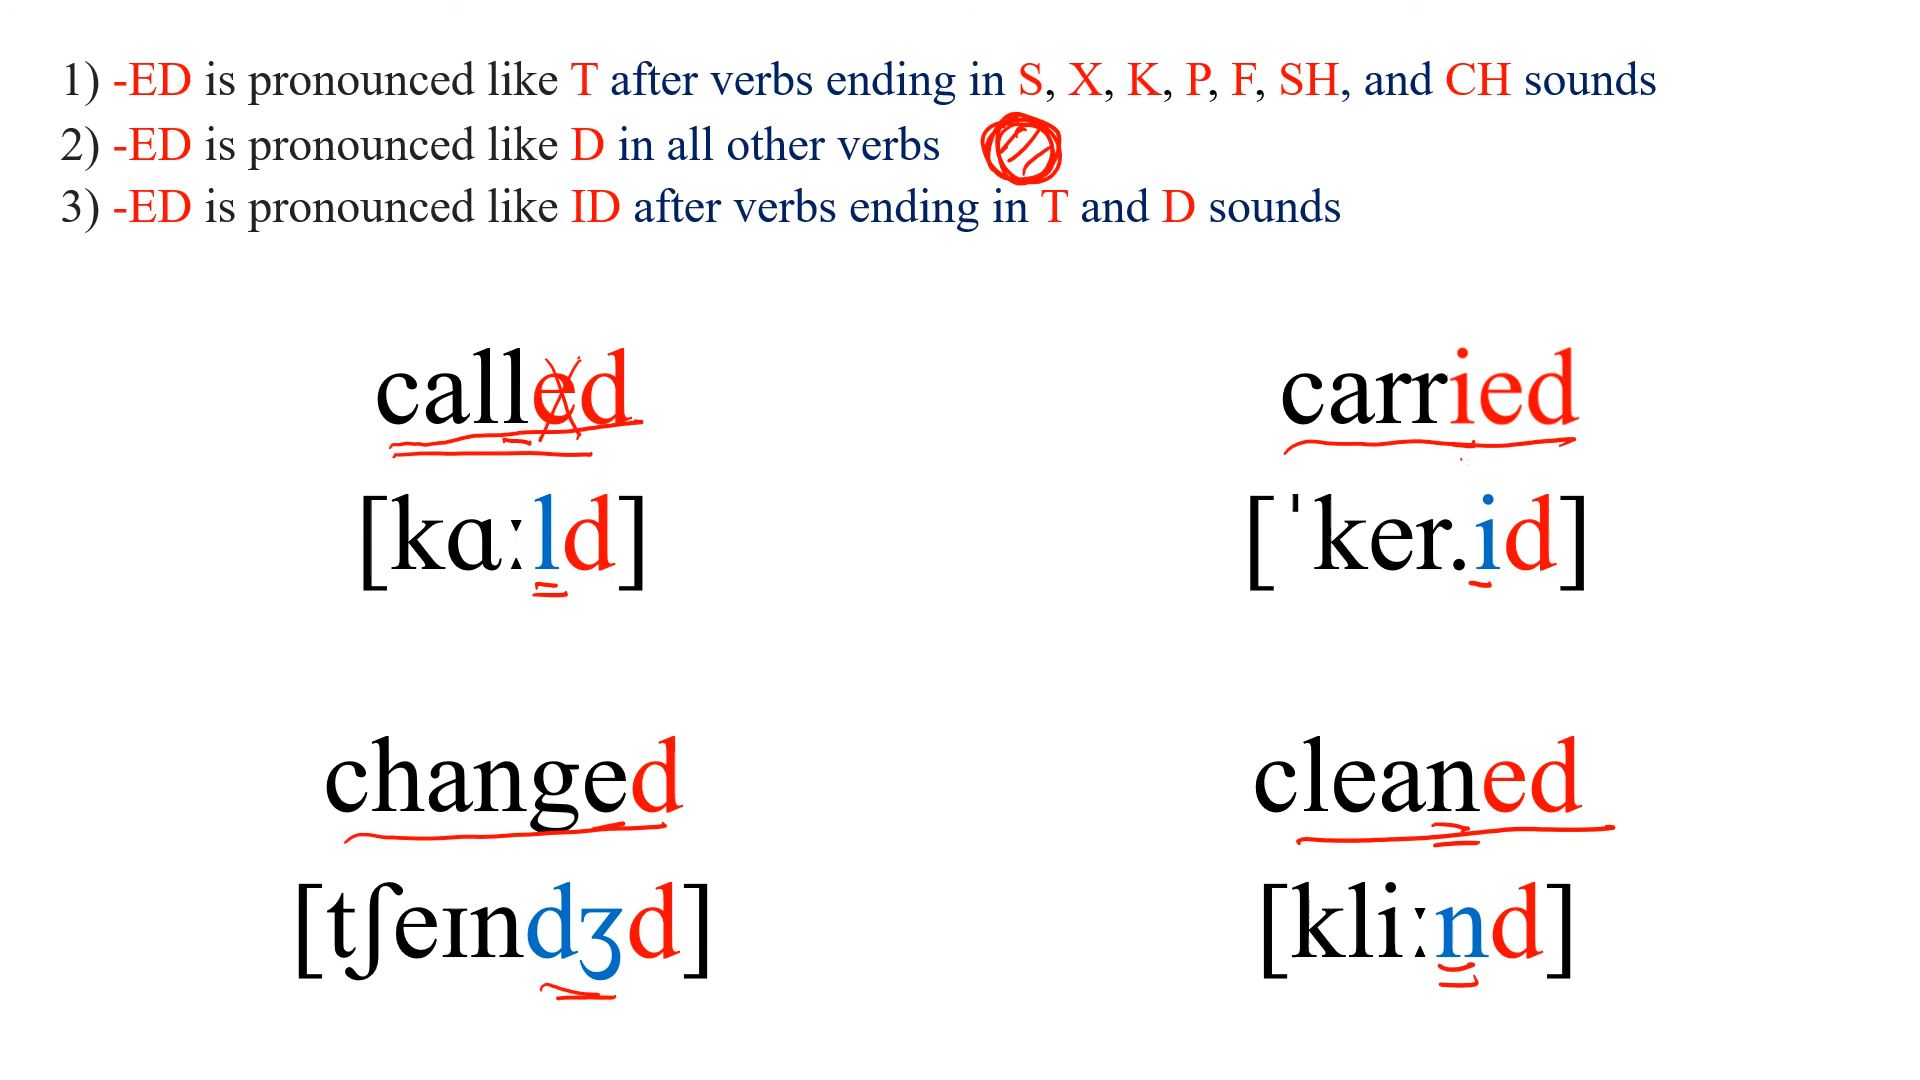 1) -ED is pronounced like T after verbs ending in S, X, K, P, F, SH, and CH sounds
2) -ED is pronounced like D in all other verbs
3) -ED is pronounced like ID after verbs ending in T and D sounds
called carried
[kɑːld] [ˈker.id]
changed cleaned
[tʃeɪndʒd] [kliːnd]